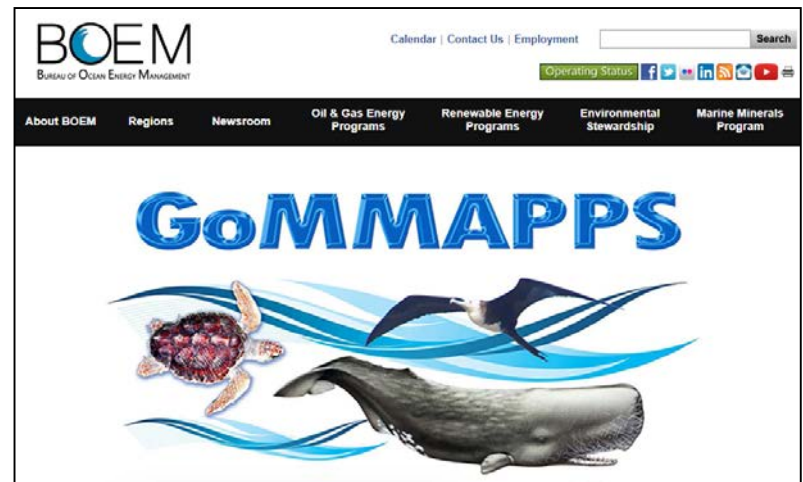 BOEM
BUREAU OF OCEAN ENERGY MANAGEMENT
Calendar | Contact Us | Employment
Search
Operating Status
About BOEM
Regions
Newsroom
Oil & Gas Energy
Programs
Renewable Energy
Programs
Environmental
Stewardship
Marine Minerals
Program
GoMMAPPS